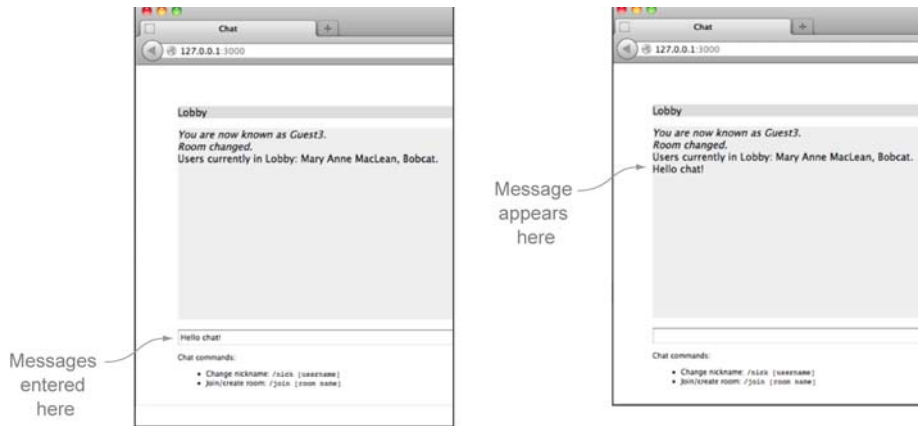 Chat
127.0.0.1:3000
Lobby
You are now known as Guest3.
Room changed.
Users currently in Lobby: Mary Anne MacLean, Bobcat.
Hello chat!
Chat commands:
Change nickname: /nick [username]
Join/create room: /join [room name]
Messages
entered
here
Chat
127.0.0.1:3000
Lobby
You are now known as Guest3.
Room changed.
Users currently in Lobby: Mary Anne MacLean, Bobcat.
Hello chat!
Message
appears
here
Chat commands:
Change nickname: /nick [username]
Join/create room: /join [room name]